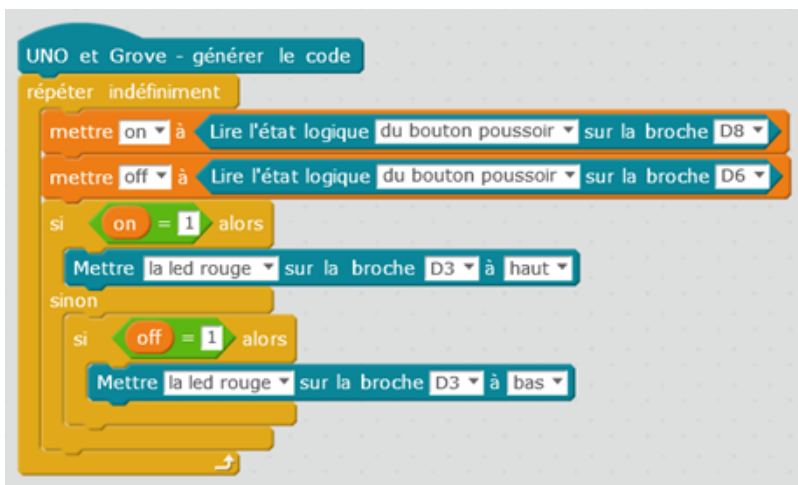 UNO et Grove - générer le code
répéter indéfiniment
mettre on à Lire l'état logique du bouton poussoir sur la broche D8
mettre off à Lire l'état logique du bouton poussoir sur la broche D6
si on = 1 alors
Mettre la led rouge sur la broche D3 à haut
sinon
si off = 1 alors
Mettre la led rouge sur la broche D3 à bas